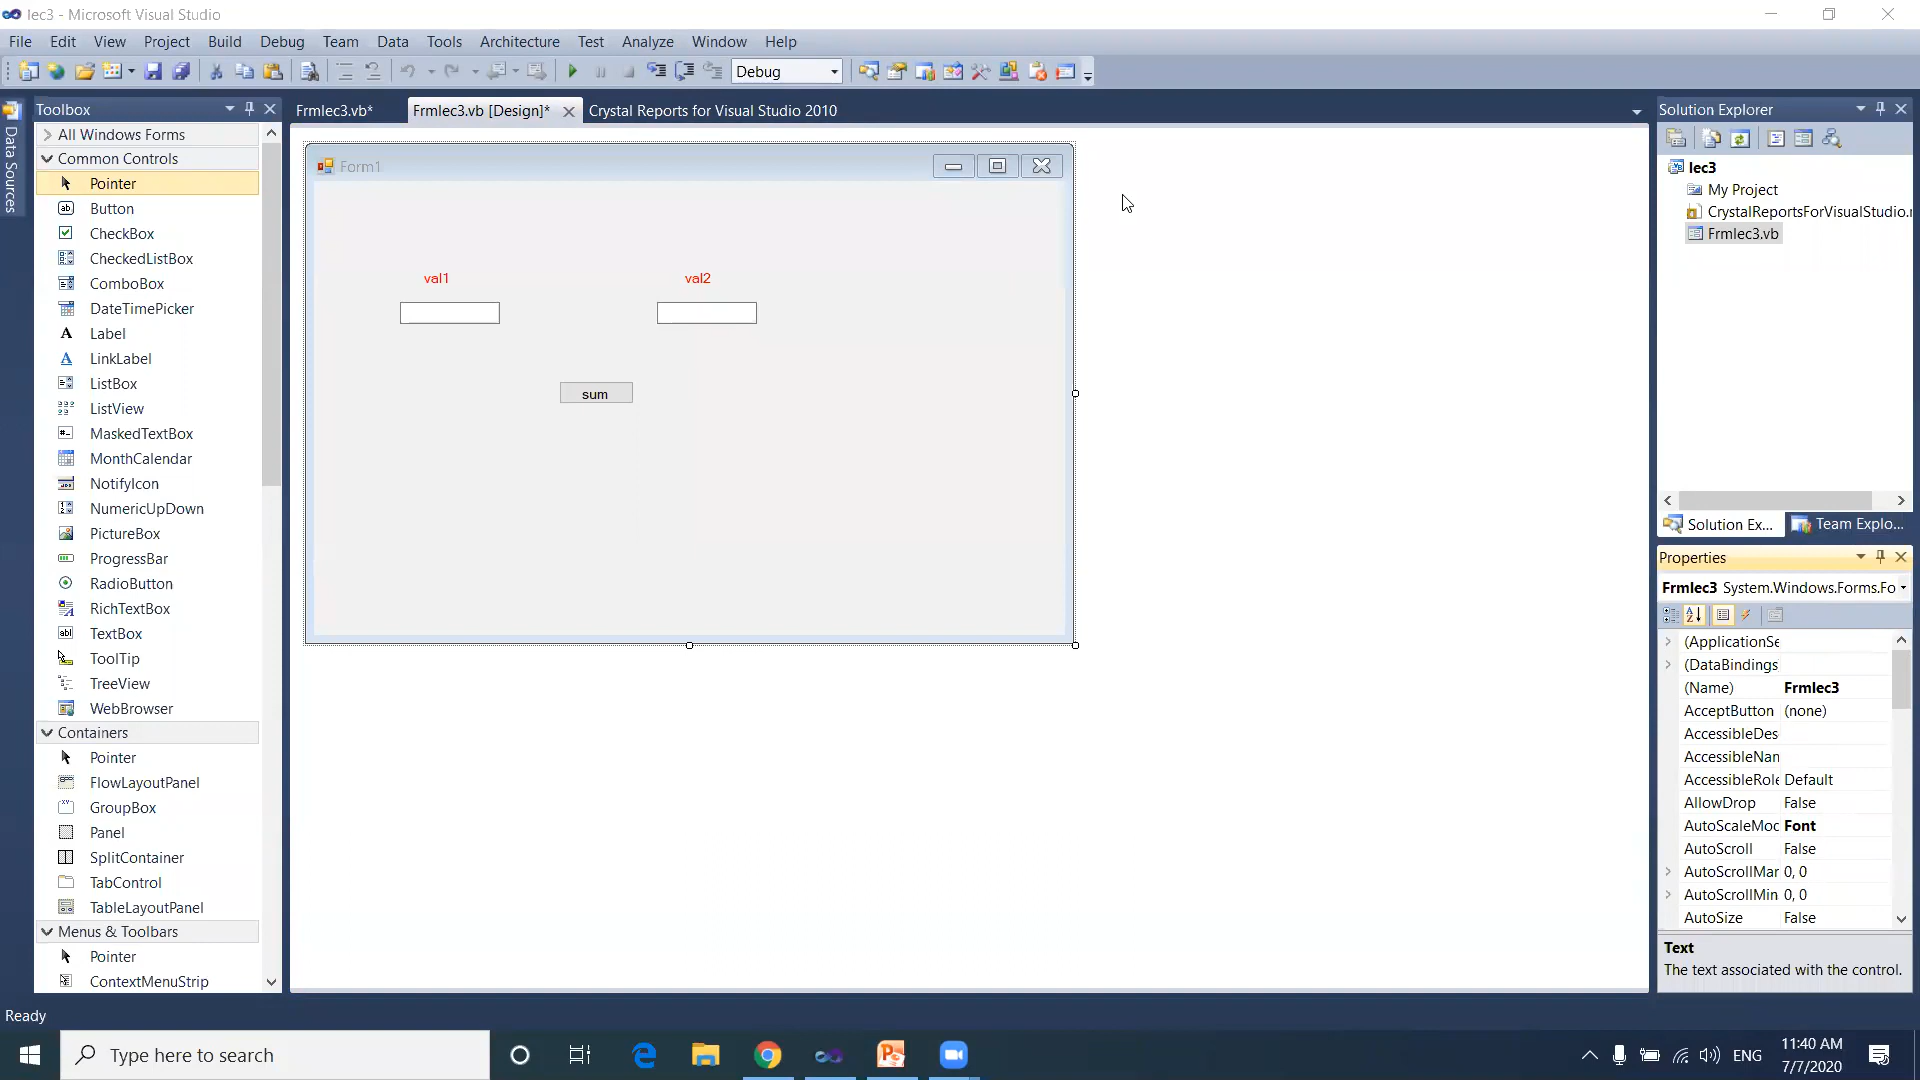 lec3 - Microsoft Visual Studio
File Edit View Project Build Debug Team Data Tools Architecture Test Analyze Window Help
Debug
Data Sources
Toolbox
All Windows Forms
Common Controls
Pointer
Button
CheckBox
CheckedListBox
ComboBox
DateTimePicker
Label
LinkLabel
ListBox
ListView
MaskedTextBox
MonthCalendar
NotifyIcon
NumericUpDown
PictureBox
ProgressBar
RadioButton
RichTextBox
TextBox
ToolTip
TreeView
WebBrowser
Containers
Pointer
FlowLayoutPanel
GroupBox
Panel
SplitContainer
TabControl
TableLayoutPanel
Menus & Toolbars
Pointer
ContextMenuStrip
Frmlec3.vb* Frmlec3.vb [Design]* Crystal Reports for Visual Studio 2010
Form1
val1 val2
sum
Solution Explorer
lec3
My Project
CrystalReportsForVisualStudio.r
Frmlec3.vb
Solution Ex... Team Explo...
Properties
Frmlec3 System.Windows.Forms.Fo
(ApplicationSe
(DataBindings
(Name) Frmlec3
AcceptButton (none)
AccessibleDes
AccessibleNan
AccessibleRole Default
AllowDrop False
AutoScaleMoc Font
AutoScroll False
AutoScrollMar 0, 0
AutoScrollMin 0, 0
AutoSize False
Text
The text associated with the control.
Ready
Type here to search
ENG
11:40 AM
7/7/2020